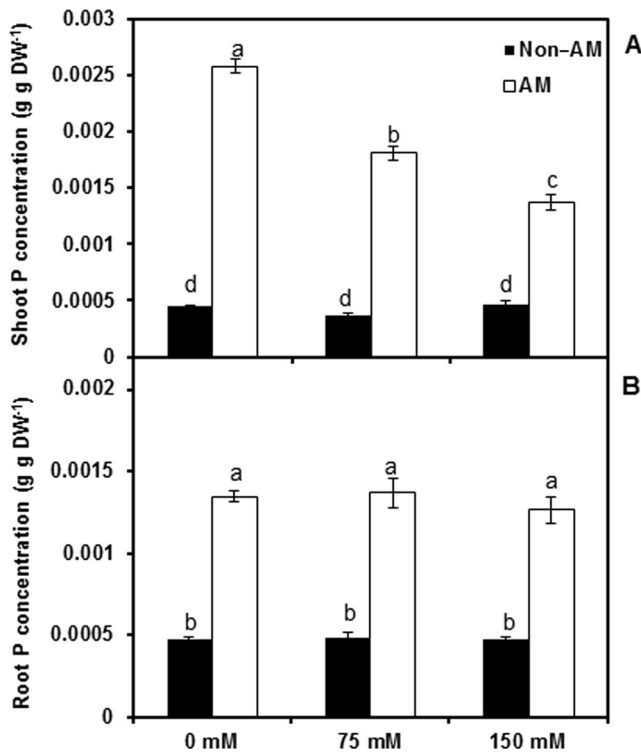 Shoot P concentration (g g DW-1)
0.003
0.0025
0.002
0.0015
0.001
0.0005
0
A
Non-AM
AM
a
b
c
d
d
d
Root P concentration (g g DW-1)
0.002
0.0015
0.001
0.0005
0
B
a
a
a
b
b
b
0 mM
75 mM
150 mM